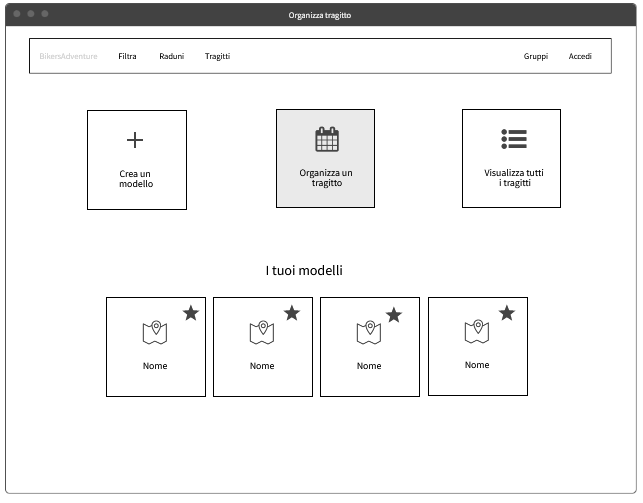 Organizza tragitto
BikersAdventure Filtra Raduni Tragitti Gruppi Accedi
Crea un
modello
Organizza un
tragitto
Visualizza tutti
i tragitti
I tuoi modelli
Nome Nome Nome Nome